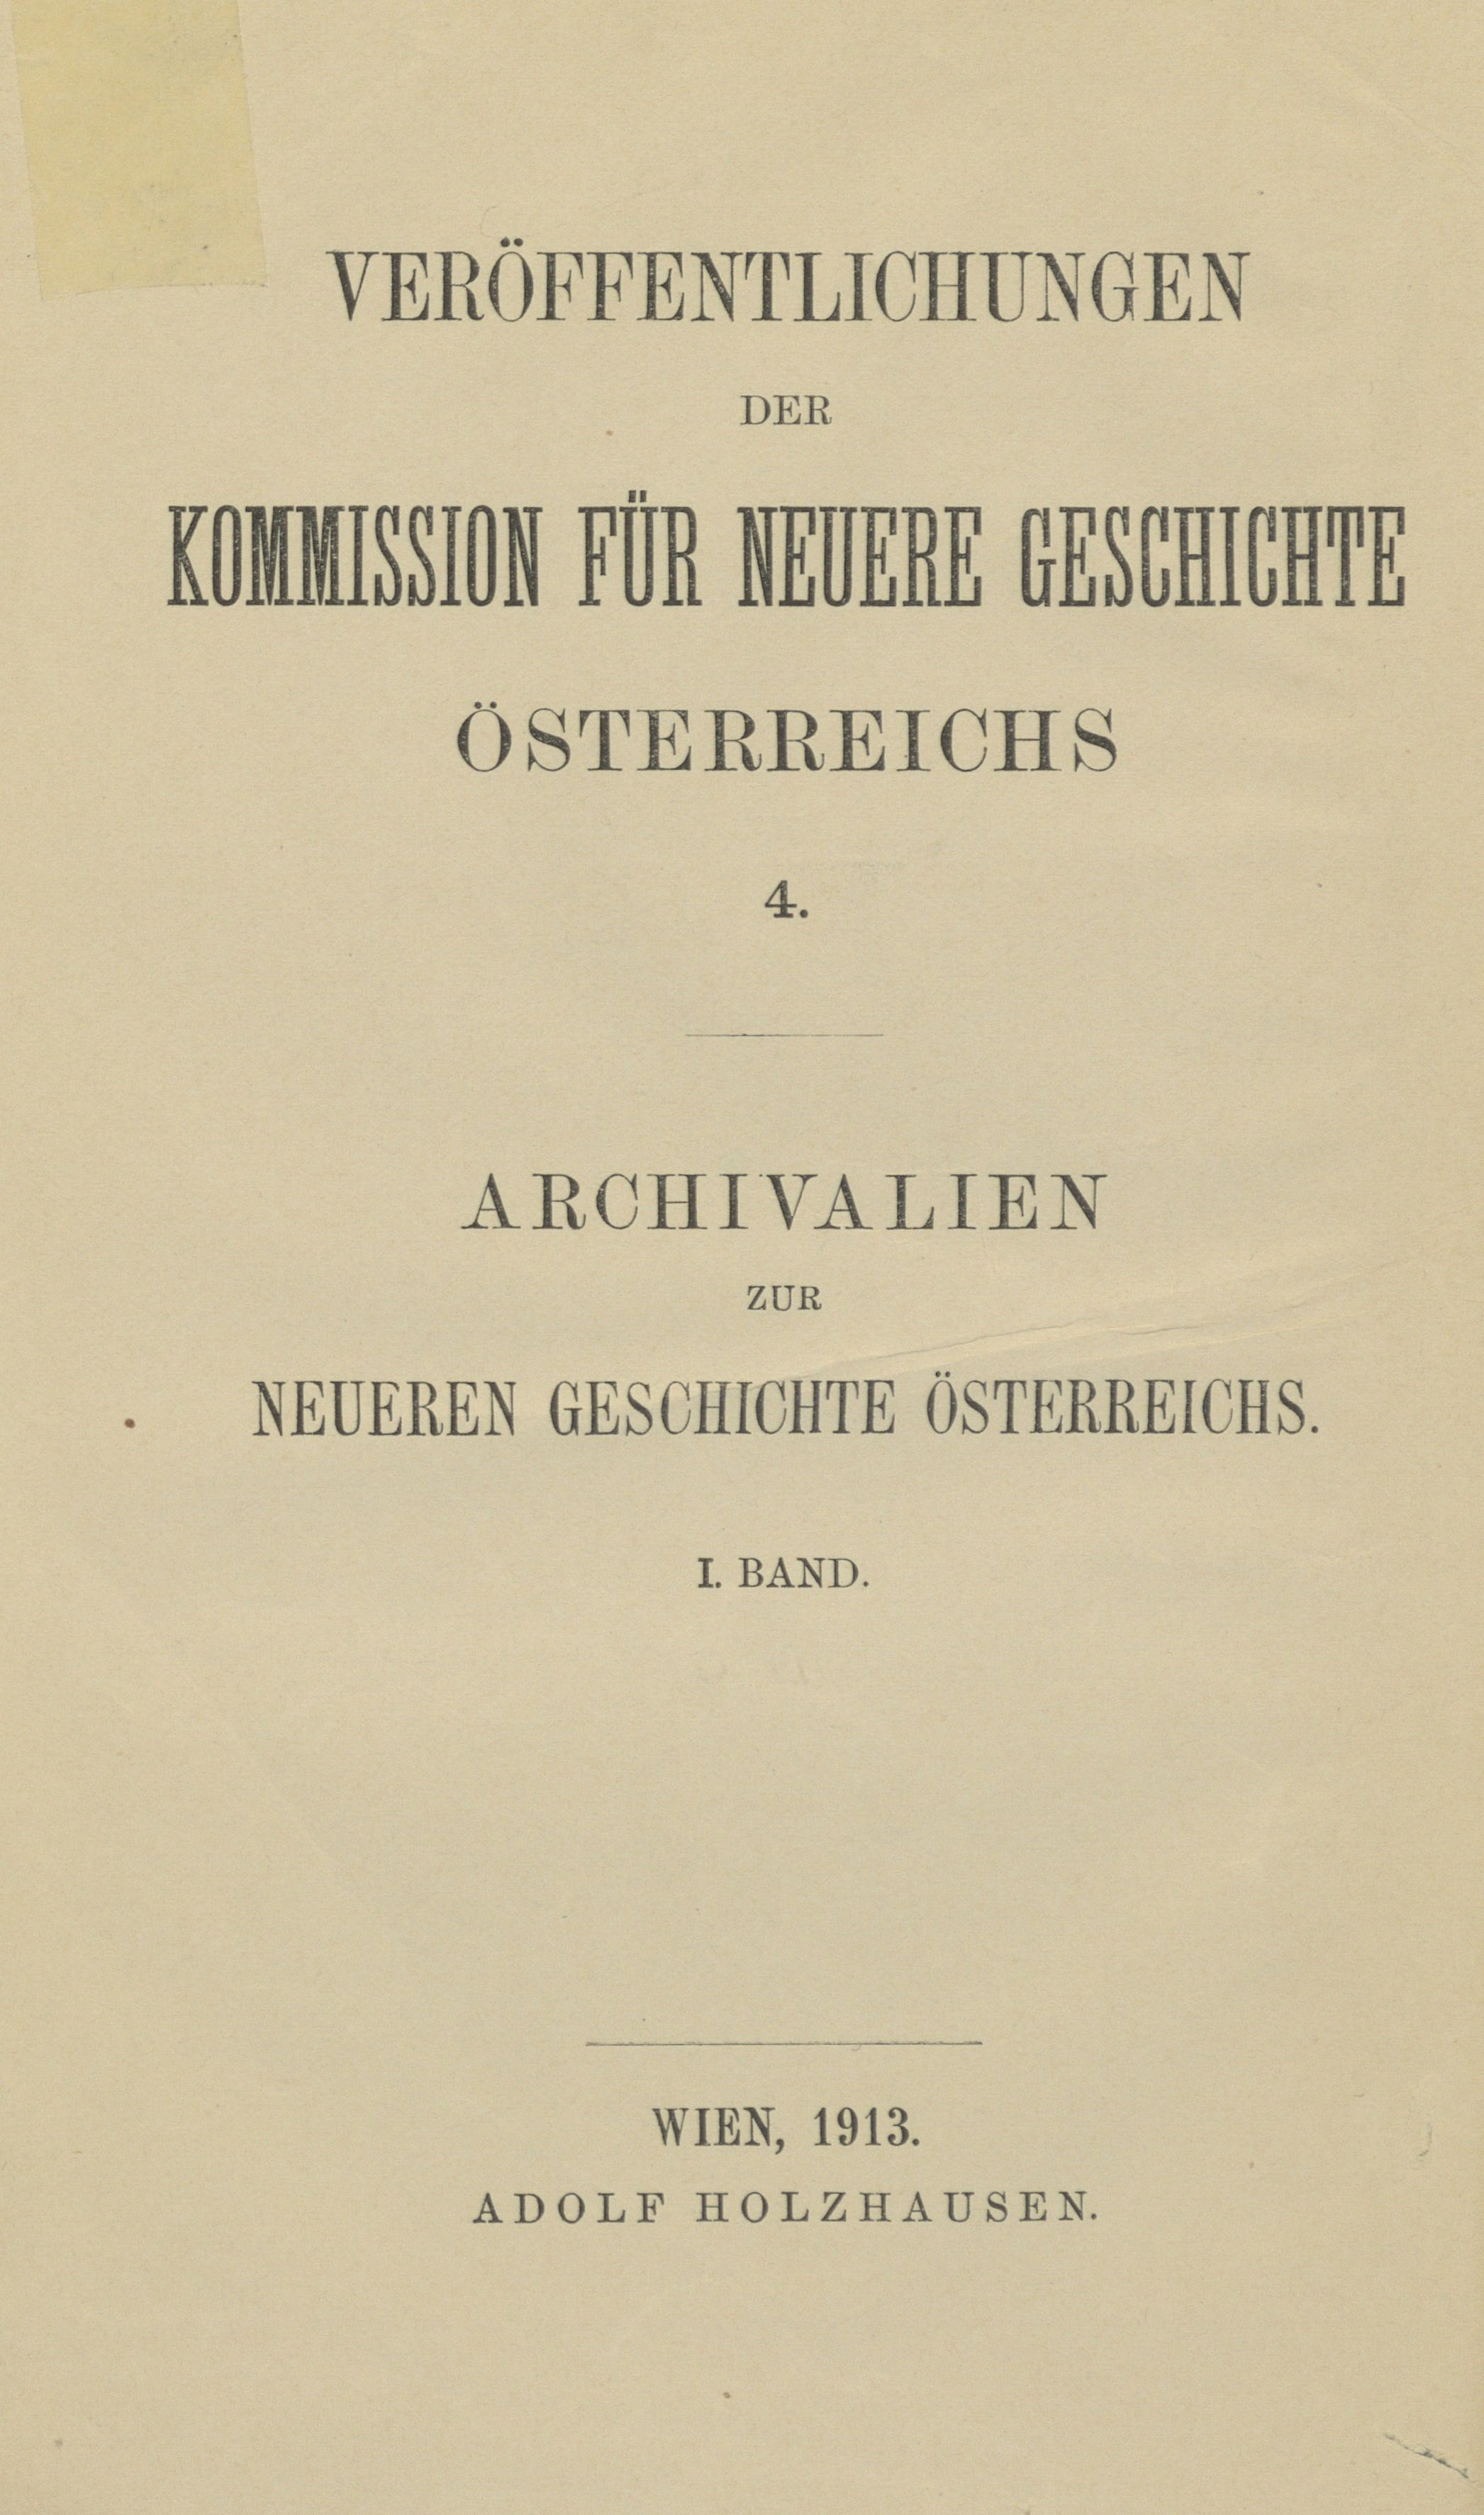 VERÖFFENTLICHUNGEN
DER
KOMMISSION FÜR NEUERE GESCHICHTE
ÖSTERREICHS
4.
ARCHIVALIEN
ZUR
NEUEREN GESCHICHTE ÖSTERREICHS.
I. BAND.
WIEN, 1913.
ADOLF HOLZHAUSEN.